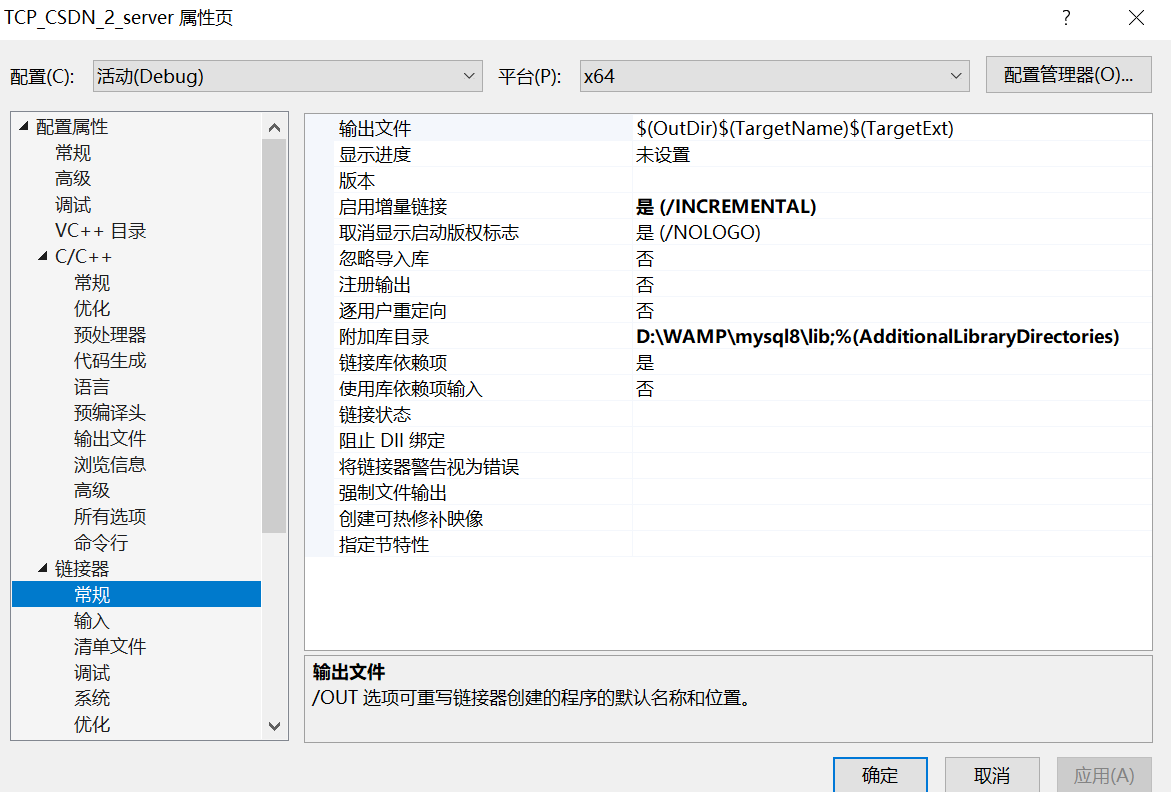 TCP_CSDN_2_server 属性页
?
配置(C):
活动(Debug)
平台(P):
x64
配置管理器(O)...
配置属性
常规
高级
调试
VC++ 目录
C/C++
常规
优化
预处理器
代码生成
语言
预编译头
输出文件
浏览信息
高级
所有选项
命令行
链接器
常规
输入
清单文件
调试
系统
优化
输出文件 $(OutDir)$(TargetName)$(TargetExt)
显示进度 未设置
版本
启用增量链接 是 (/INCREMENTAL)
取消显示启动版权标志 是 (/NOLOGO)
忽略导入库 否
注册输出 否
逐用户重定向 否
附加库目录 D:\WAMP\mysql8\lib;%(AdditionalLibraryDirectories)
链接库依赖项 是
使用库依赖项输入 否
链接状态
阻止 Dll 绑定
将链接器警告视为错误
强制文件输出
创建可热修补映像
指定节特性
输出文件
/OUT 选项可重写链接器创建的程序的默认名称和位置。
确定
取消
应用(A)